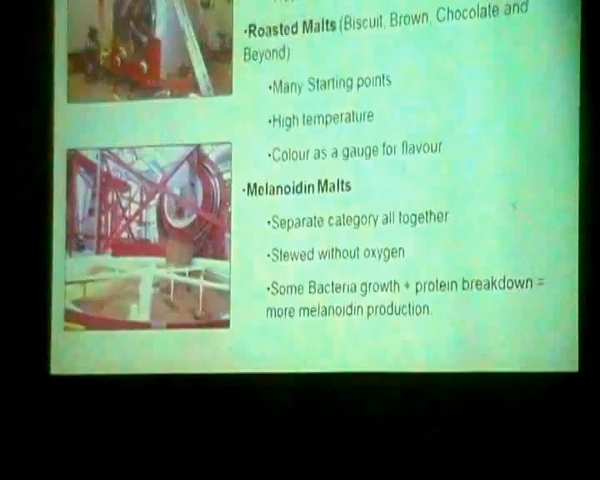 •Roasted Malts (Biscuit, Brown, Chocolate and
Beyond)
•Many Starting points
•High temperature
•Colour as a gauge for flavour
•Melanoidin Malts
•Separate category all together
•Stewed without oxygen
•Some Bacteria growth + protein breakdown =
more melanoidin production.